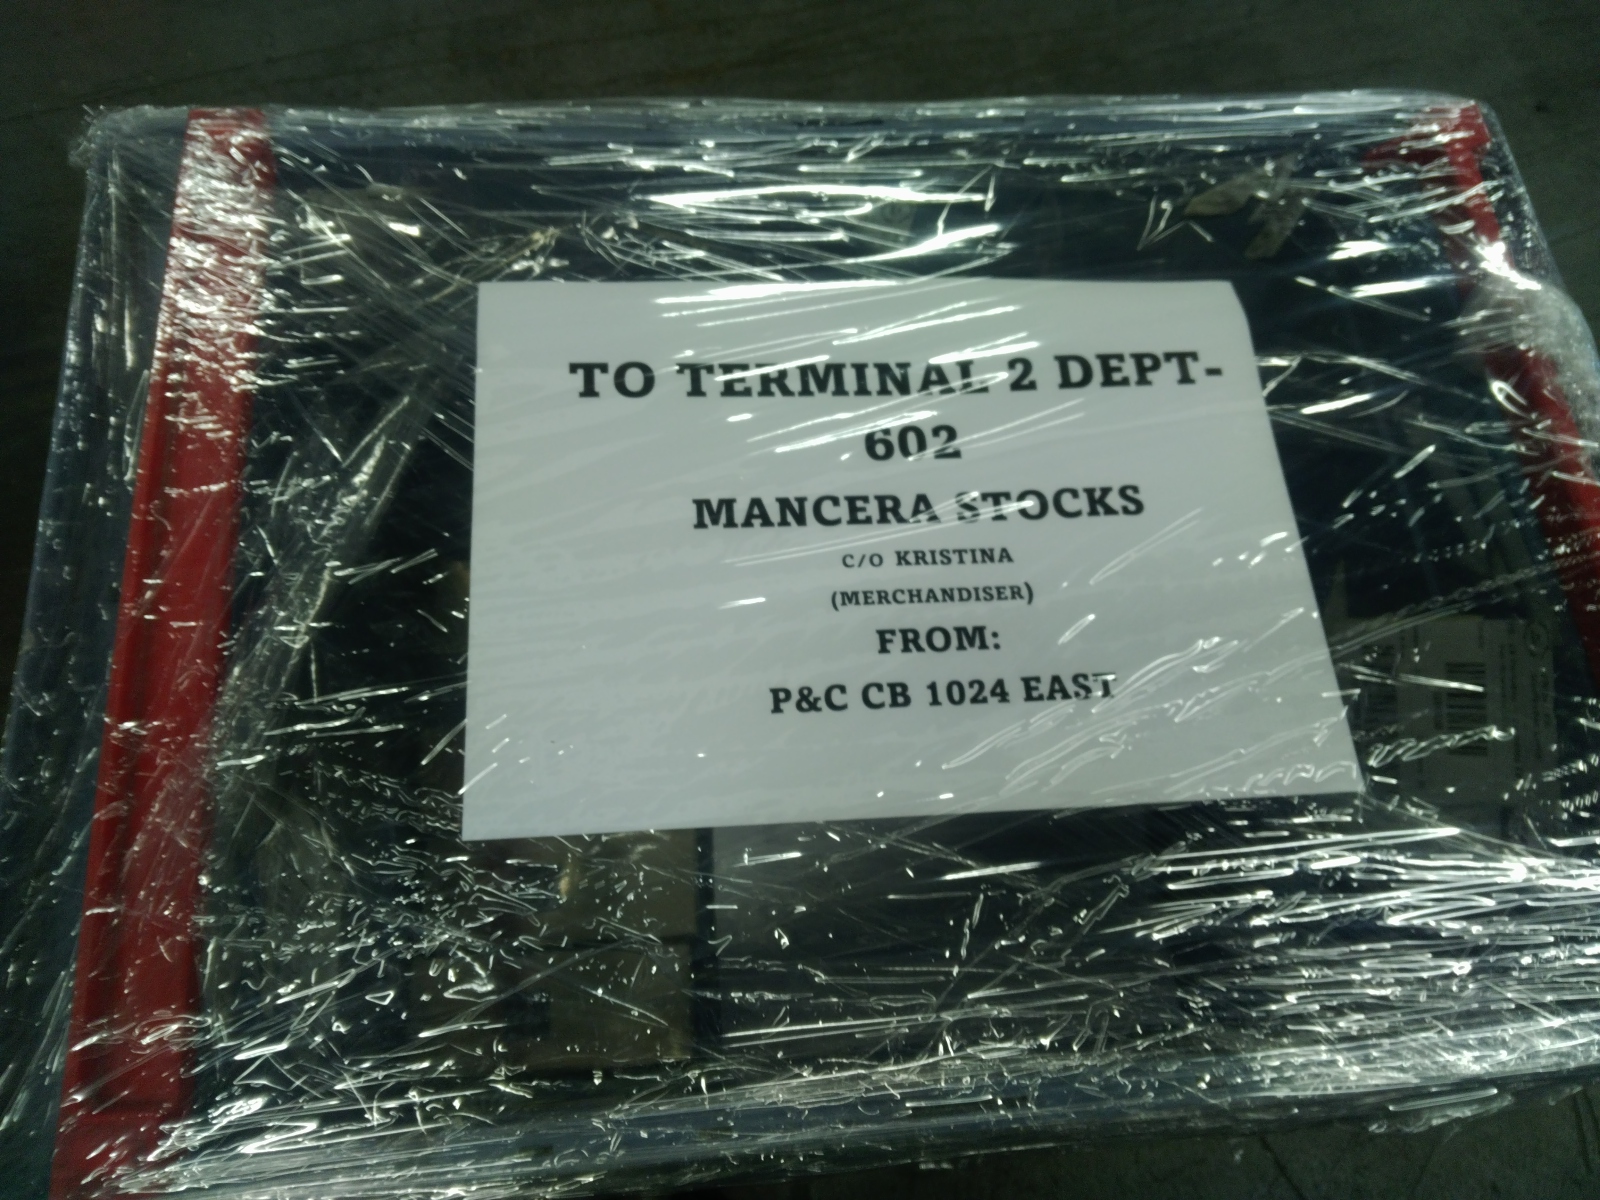 TO TERMINAL 2 DEPT-
602
MANCERA STOCKS
C/O KRISTINA
(MERCHANDISER)
FROM:
P&C CB 1024 EAST